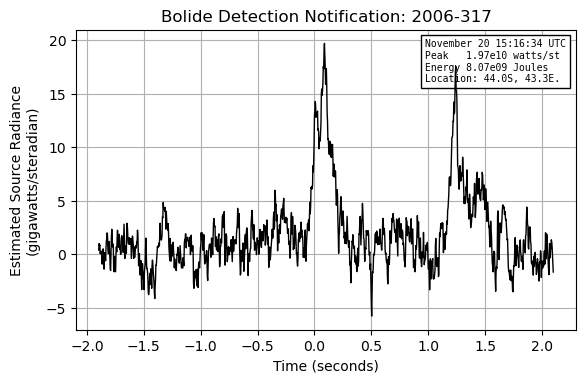 Bolide Detection Notification: 2006-317
November 20 15:16:34 UTC
Peak   1.97e10 watts/st
Energy 8.07e09 Joules
Location: 44.0S, 43.3E.
Estimated Source Radiance
(gigawatts/steradian)
20
15
10
5
0
−5
−2.0 −1.5 −1.0 −0.5 0.0 0.5 1.0 1.5 2.0
Time (seconds)